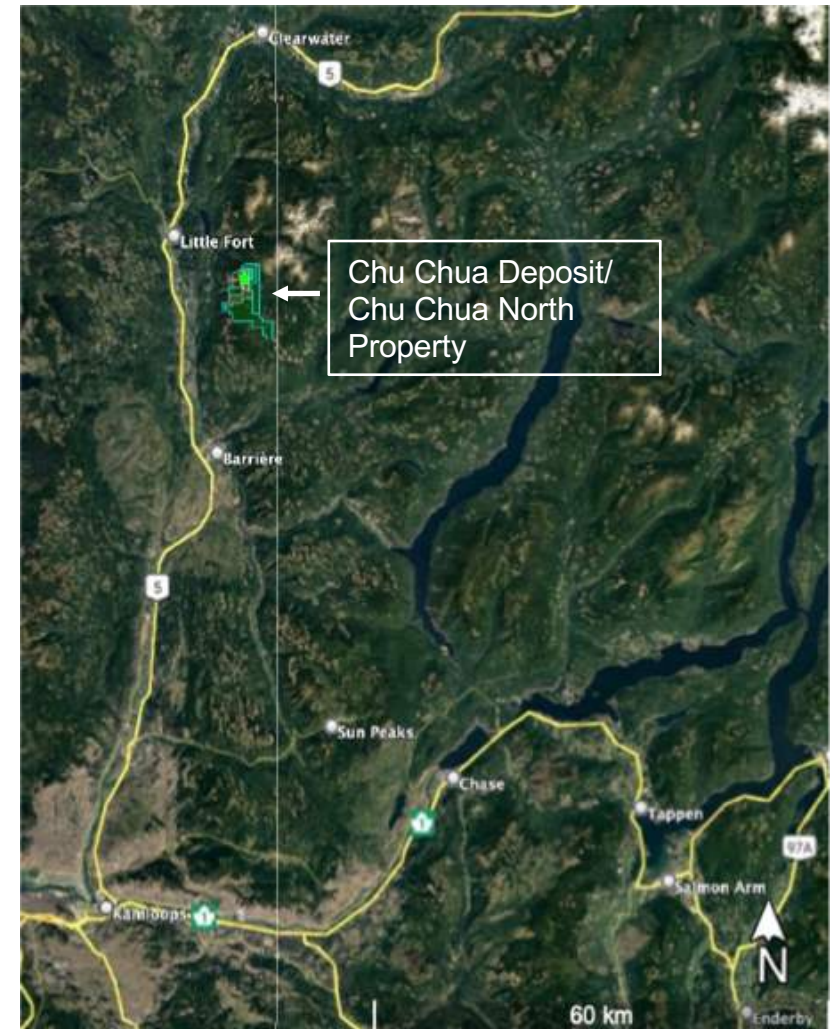 Clearwater
5
Little Fort
Chu Chua Deposit/
Chu Chua North
Property
Barrière
5
Sun Peaks
Chase
1
Tappen
97A
Salmon Arm
Kamloops
1
5
N
60 km
Enderby